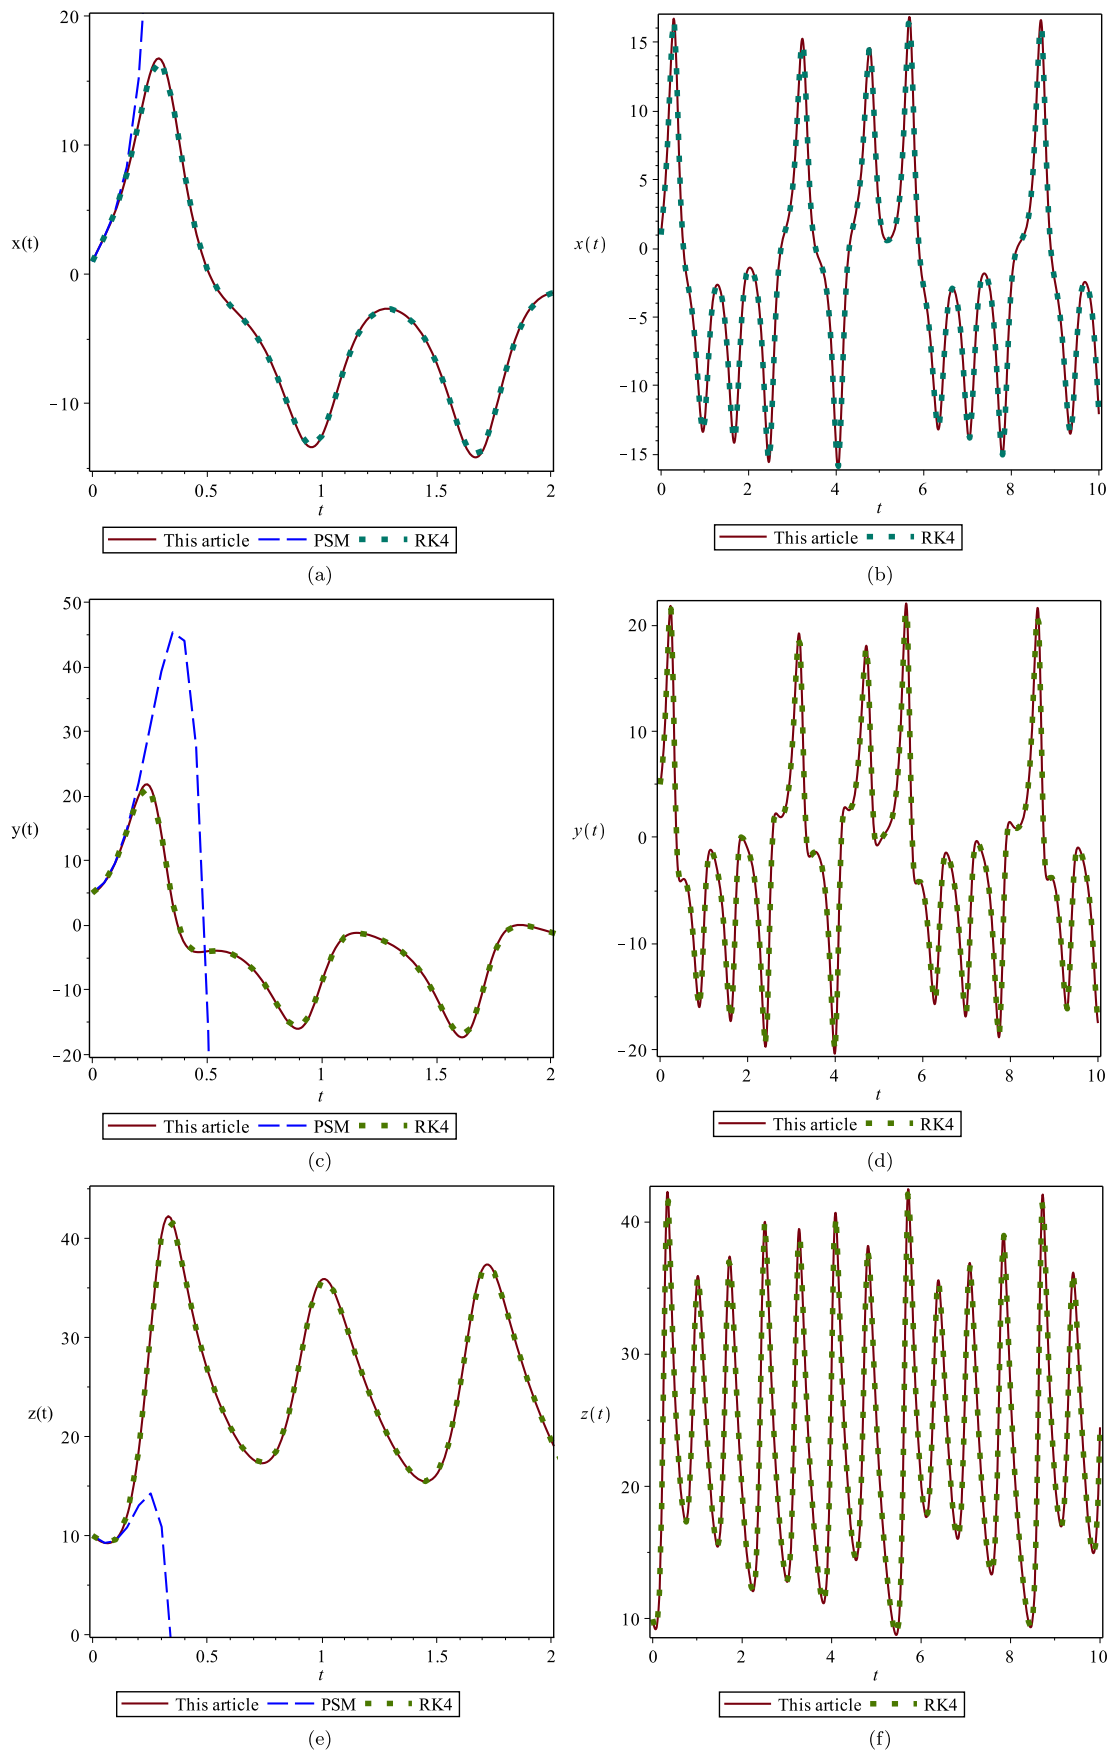 20
10
x(t)
0
−10
0 0.5 1 1.5 2
t
This article PSM RK4
(a)
15
10
5
x(t)
0
−5
−10
−15
0 2 4 6 8 10
t
This article RK4
(b)
50
40
30
20
y(t)
10
0
−10
−20
0 0.5 1 1.5 2
t
This article PSM RK4
(c)
20
10
y(t)
0
−10
−20
0 2 4 6 8 10
t
This article RK4
(d)
40
30
z(t)
20
10
0
0 0.5 1 1.5 2
t
This article PSM RK4
(e)
40
30
z(t)
20
10
0 2 4 6 8 10
t
This article RK4
(f)